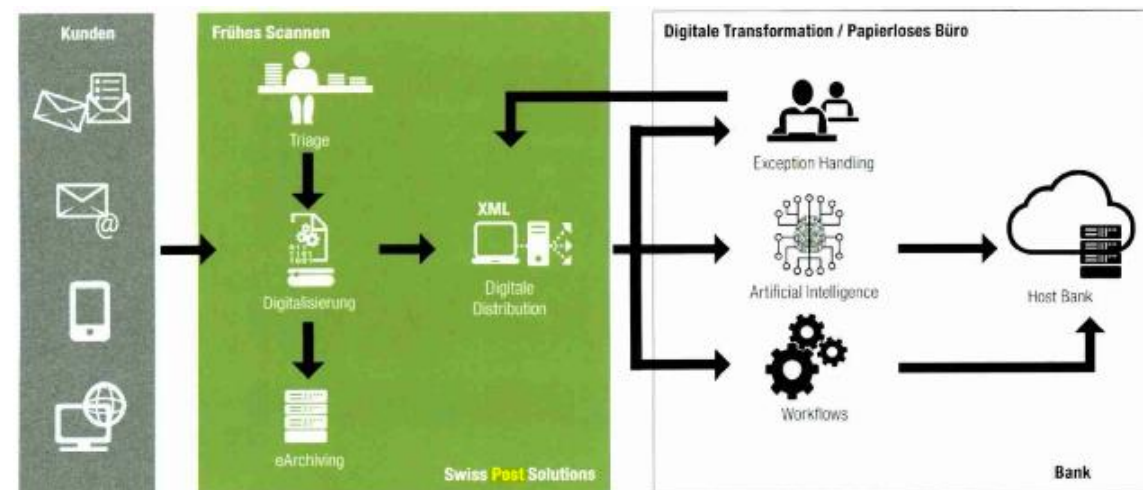 Kunden
Frühes Scannen
Digitale Transformation / Papierloses Büro
Triage
Exception Handling
XML
@
Digitalisierung
Digitale
Distribution
Artificial Intelligence
Host Bank
Workflows
eArchiving
Swiss Post Solutions
Bank